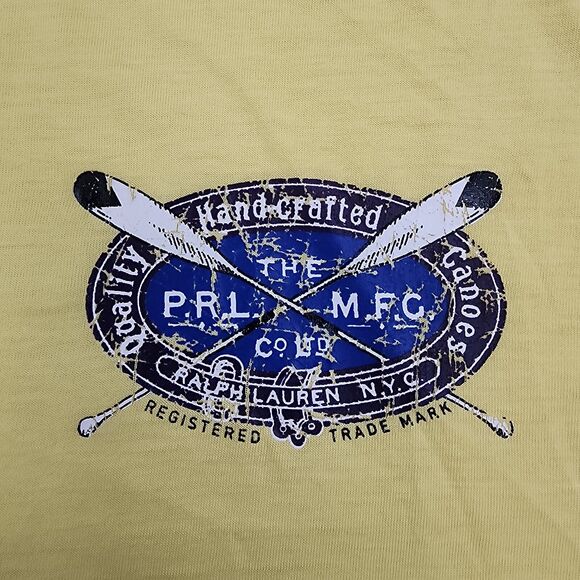 Quality Hand-Crafted Canoes
THE
P.R.L. M.F.G
Co LTD
RALPH LAUREN N.Y.C
REGISTERED TRADE MARK